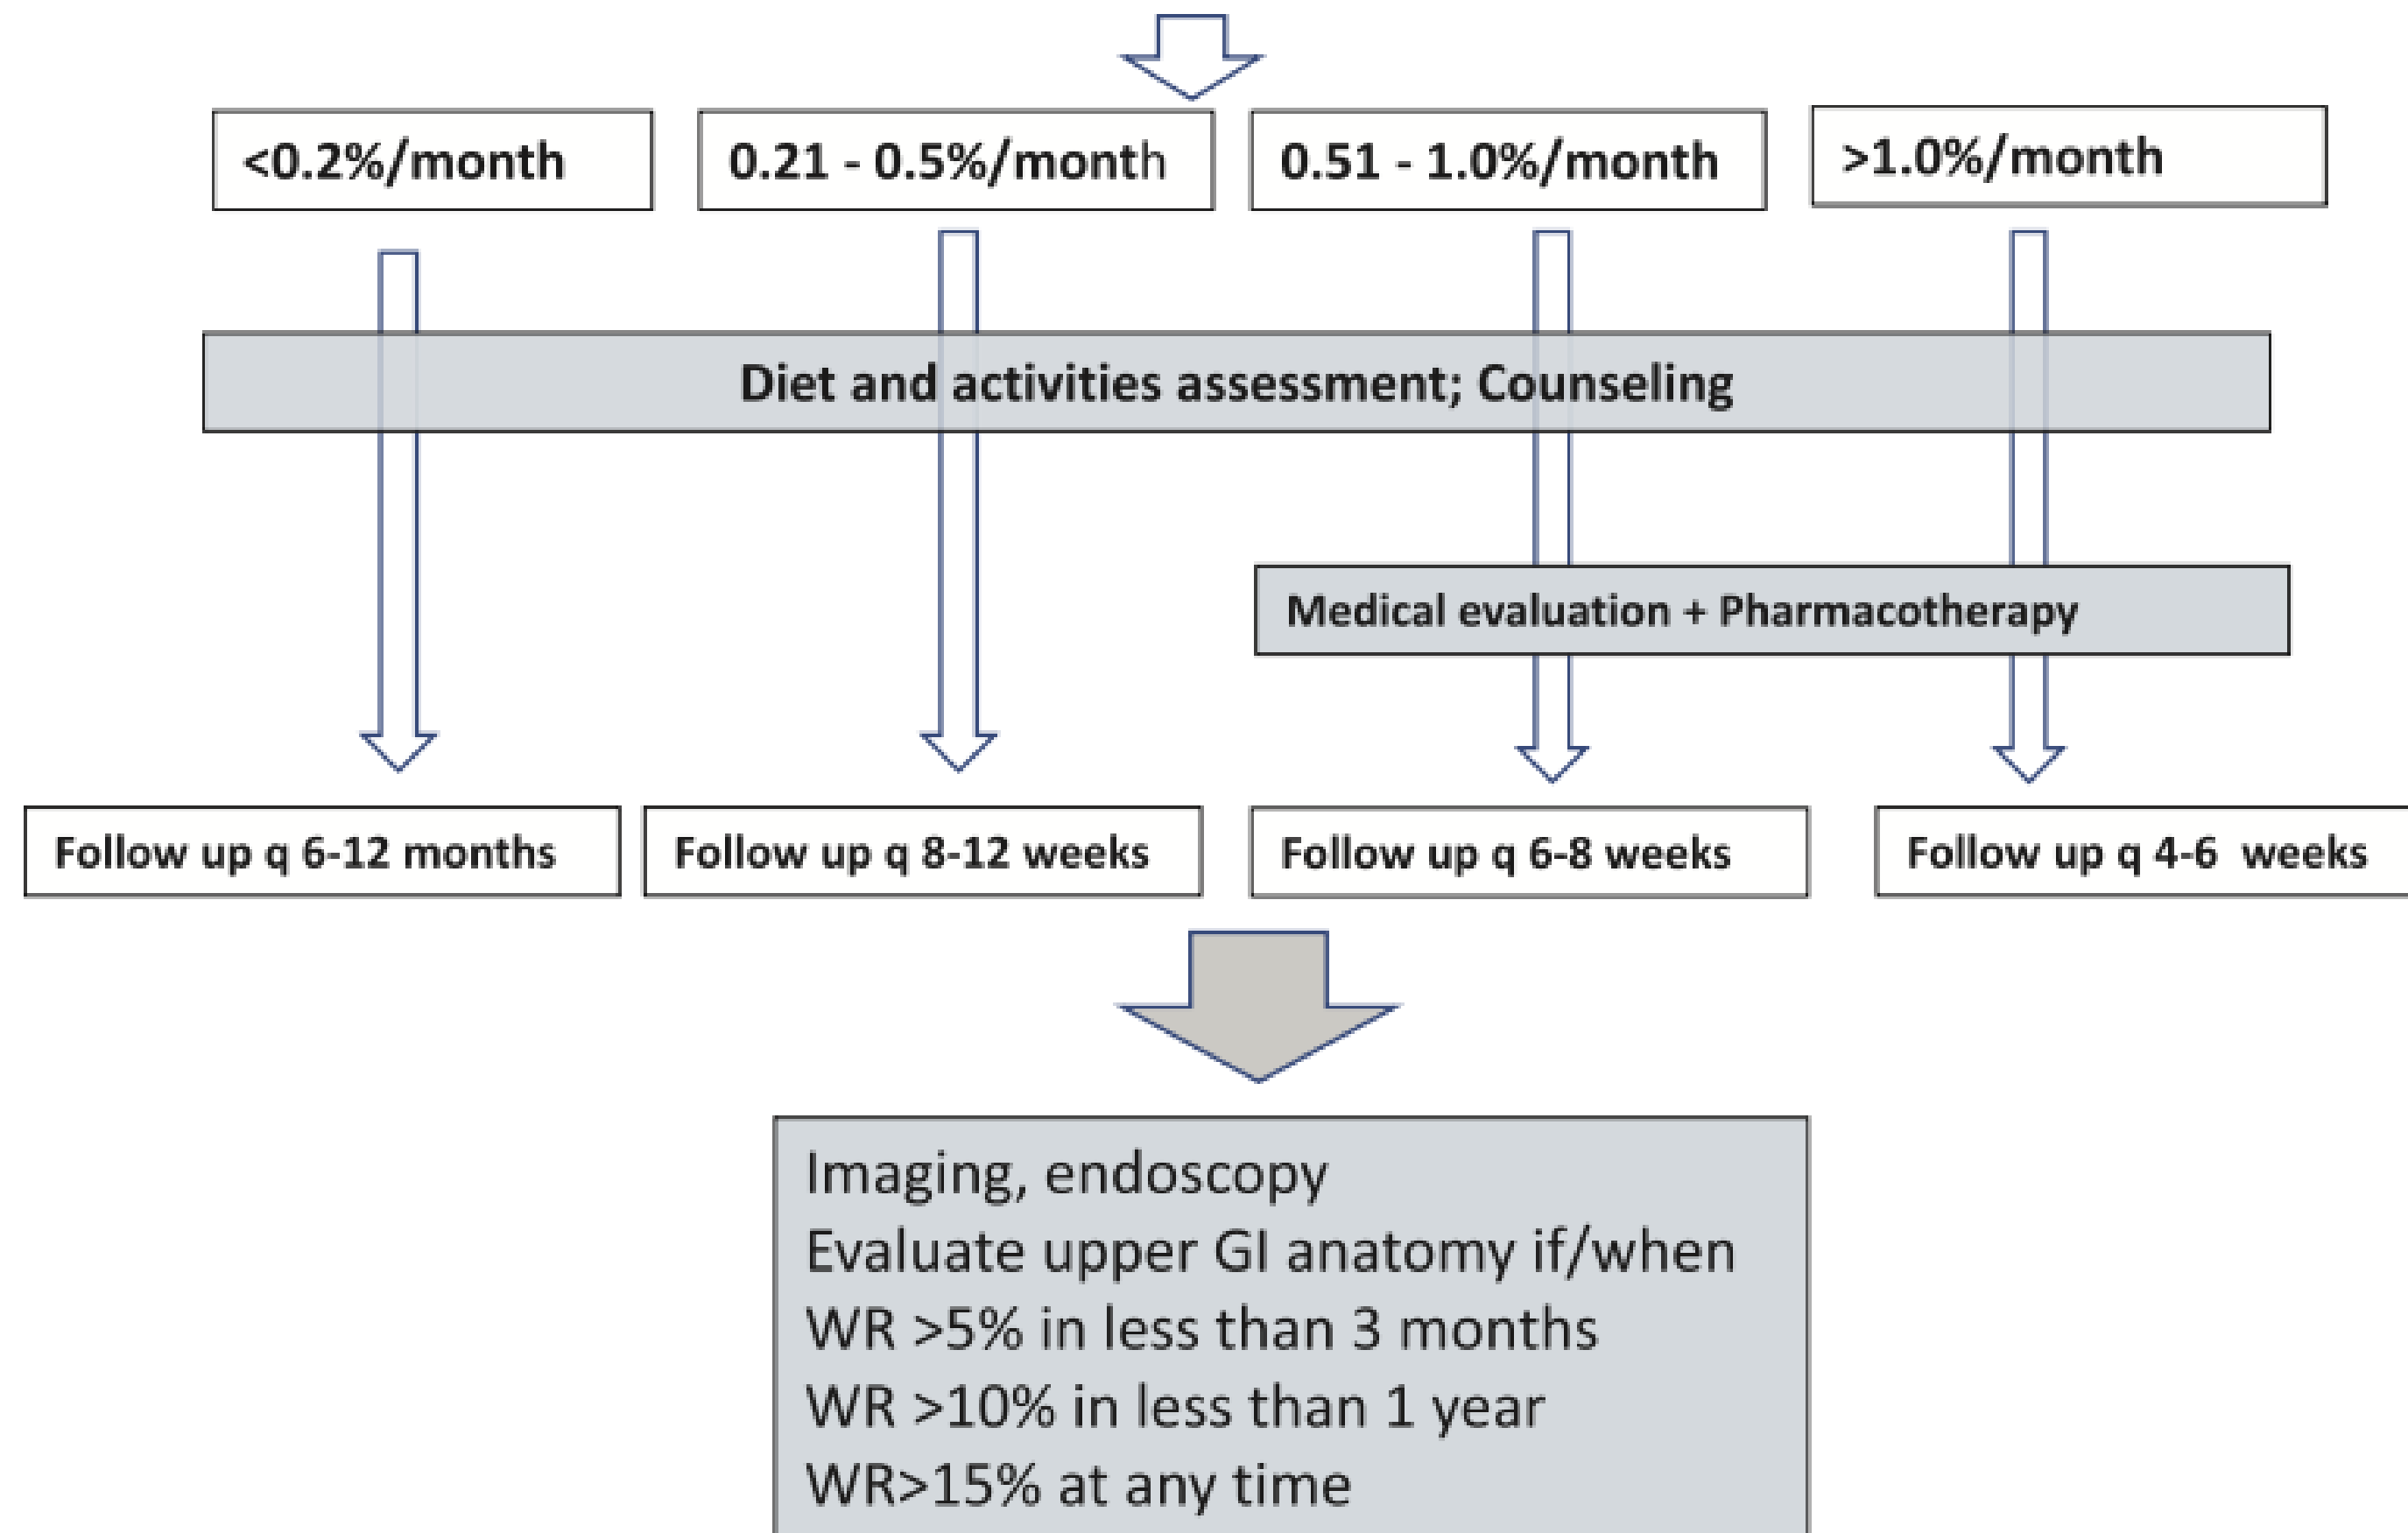 <0.2%/month
0.21 - 0.5%/month
0.51 - 1.0%/month
>1.0%/month
Diet and activities assessment; Counseling
Medical evaluation + Pharmacotherapy
Follow up q 6-12 months
Follow up q 8-12 weeks
Follow up q 6-8 weeks
Follow up q 4-6 weeks
Imaging, endoscopy
Evaluate upper GI anatomy if/when
WR >5% in less than 3 months
WR >10% in less than 1 year
WR>15% at any time